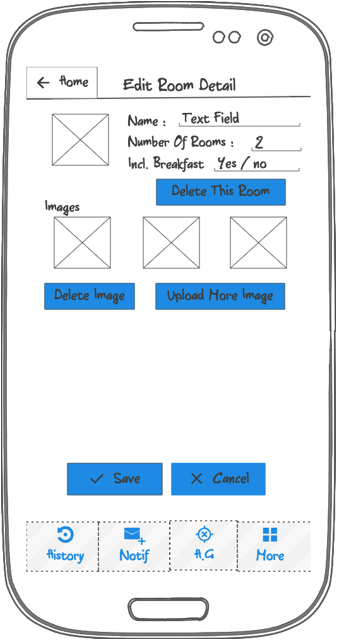 Home
Edit Room Detail
Name : Text Field
Number Of Rooms : 2
Incl. Breakfast Yes / no
Delete This Room
Images
Delete Image
Upload More Image
Save
Cancel
History
Notif
H.G
More